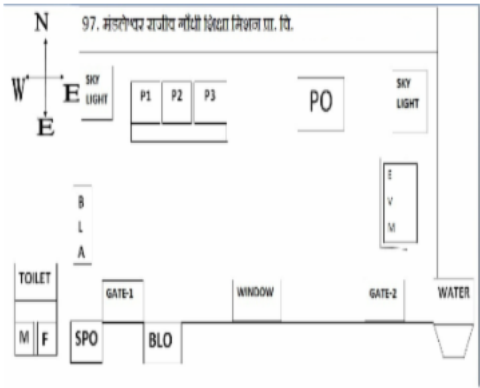 N
97. मंडलेश्वर राजीव गाँधी शिक्षा मिशन प्रा. वि.
W E
E
SKY
LIGHT
P1 P2 P3
PO
SKY
LIGHT
E
V
M
B
L
A
TOILET
M F
GATE-1
WINDOW
GATE-2
WATER
SPO
BLO